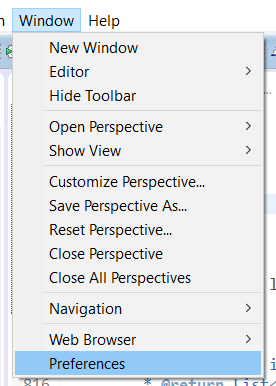 Window Help
New Window
Editor
Hide Toolbar
Open Perspective
Show View
Customize Perspective...
Save Perspective As...
Reset Perspective...
Close Perspective
Close All Perspectives
Navigation
Web Browser
Preferences
816 * @return List